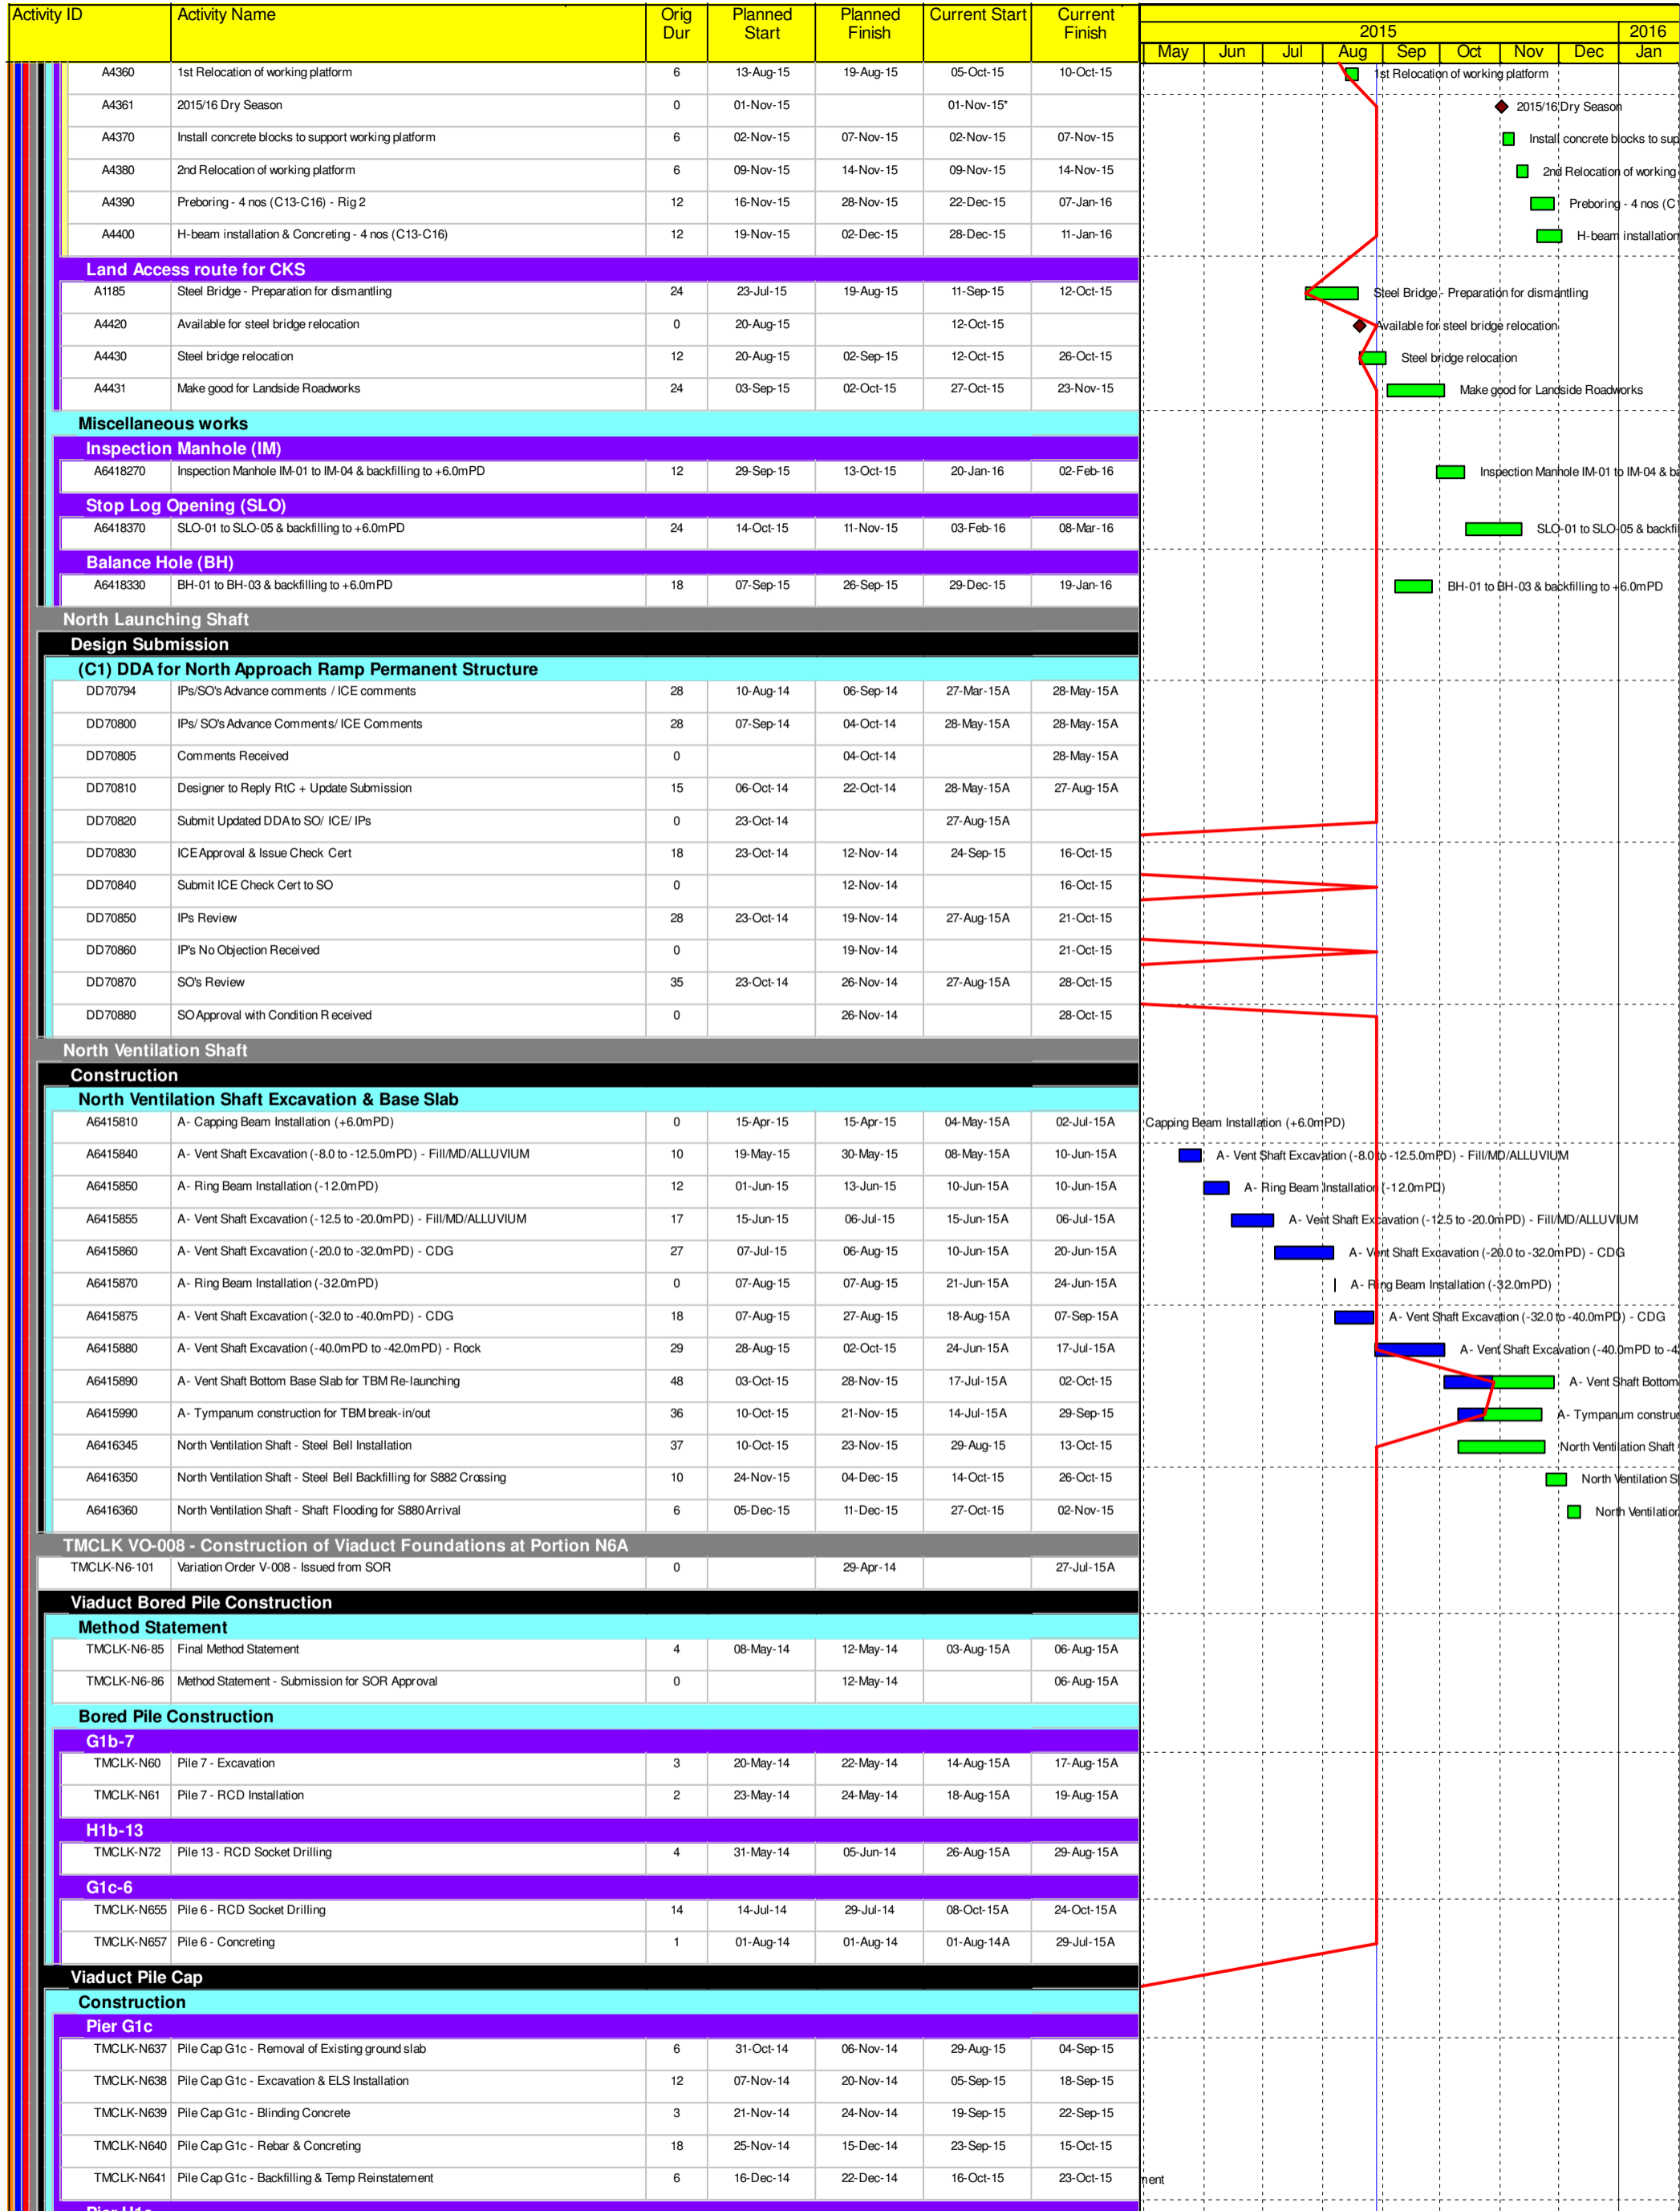 Activity ID Activity Name Orig Dur Planned Start Planned Finish Current Start Current Finish 2015 2016
May Jun Jul Aug Sep Oct Nov Dec Jan
A4360 1st Relocation of working platform 6 13-Aug-15 19-Aug-15 05-Oct-15 10-Oct-15 1st Relocation of working platform
A4361 2015/16 Dry Season 0 01-Nov-15 01-Nov-15* 2015/16 Dry Season
A4370 Install concrete blocks to support working platform 6 02-Nov-15 07-Nov-15 02-Nov-15 07-Nov-15 Install concrete blocks to sup
A4380 2nd Relocation of working platform 6 09-Nov-15 14-Nov-15 09-Nov-15 14-Nov-15 2nd Relocation of working
A4390 Preboring - 4 nos (C13-C16) - Rig 2 12 16-Nov-15 28-Nov-15 22-Dec-15 07-Jan-16 Preboring - 4 nos (C1
A4400 H-beam installation & Concreting - 4 nos (C13-C16) 12 19-Nov-15 02-Dec-15 28-Dec-15 11-Jan-16 H-beam installation
Land Access route for CKS
A1185 Steel Bridge - Preparation for dismantling 24 23-Jul-15 19-Aug-15 11-Sep-15 12-Oct-15 Steel Bridge - Preparation for dismantling
A4420 Available for steel bridge relocation 0 20-Aug-15 12-Oct-15 Available for steel bridge relocation
A4430 Steel bridge relocation 12 20-Aug-15 02-Sep-15 12-Oct-15 26-Oct-15 Steel bridge relocation
A4431 Make good for Landside Roadworks 24 03-Sep-15 02-Oct-15 27-Oct-15 23-Nov-15 Make good for Landside Roadworks
Miscellaneous works
Inspection Manhole (IM)
A6418270 Inspection Manhole IM-01 to IM-04 & backfilling to +6.0mPD 12 29-Sep-15 13-Oct-15 20-Jan-16 02-Feb-16 Inspection Manhole IM-01 to IM-04 & ba
Stop Log Opening (SLO)
A6418370 SLO-01 to SLO-05 & backfilling to +6.0mPD 24 14-Oct-15 11-Nov-15 03-Feb-16 08-Mar-16 SLO-01 to SLO-05 & backfil
Balance Hole (BH)
A6418330 BH-01 to BH-03 & backfilling to +6.0mPD 18 07-Sep-15 26-Sep-15 29-Dec-15 19-Jan-16 BH-01 to BH-03 & backfilling to +6.0mPD
North Launching Shaft
Design Submission
(C1) DDA for North Approach Ramp Permanent Structure
DD70794 IPs/SO's Advance comments / ICE comments 28 10-Aug-14 06-Sep-14 27-Mar-15A 28-May-15A
DD70800 IPs/ SO's Advance Comments/ ICE Comments 28 07-Sep-14 04-Oct-14 28-May-15A 28-May-15A
DD70805 Comments Received 0 04-Oct-14 28-May-15A
DD70810 Designer to Reply RtC + Update Submission 15 06-Oct-14 22-Oct-14 28-May-15A 27-Aug-15A
DD70820 Submit Updated DDA to SO/ ICE/ IPs 0 23-Oct-14 27-Aug-15A
DD70830 ICE Approval & Issue Check Cert 18 23-Oct-14 12-Nov-14 24-Sep-15 16-Oct-15
DD70840 Submit ICE Check Cert to SO 0 12-Nov-14 16-Oct-15
DD70850 IPs Review 28 23-Oct-14 19-Nov-14 27-Aug-15A 21-Oct-15
DD70860 IP's No Objection Received 0 19-Nov-14 21-Oct-15
DD70870 SO's Review 35 23-Oct-14 26-Nov-14 27-Aug-15A 28-Oct-15
DD70880 SO Approval with Condition Received 0 26-Nov-14 28-Oct-15
North Ventilation Shaft
Construction
North Ventilation Shaft Excavation & Base Slab
A6415810 A- Capping Beam Installation (+6.0mPD) 0 15-Apr-15 15-Apr-15 04-May-15A 02-Jul-15A Capping Beam Installation (+6.0mPD)
A6415840 A- Vent Shaft Excavation (-8.0 to -12.5.0mPD) - Fill/MD/ALLUVIUM 10 19-May-15 30-May-15 08-May-15A 10-Jun-15A A- Vent Shaft Excavation (-8.0 to -12.5.0mPD) - Fill/MD/ALLUVIUM
A6415850 A- Ring Beam Installation (-12.0mPD) 12 01-Jun-15 13-Jun-15 10-Jun-15A 10-Jun-15A A- Ring Beam Installation (-12.0mPD)
A6415855 A- Vent Shaft Excavation (-12.5 to -20.0mPD) - Fill/MD/ALLUVIUM 17 15-Jun-15 06-Jul-15 15-Jun-15A 06-Jul-15A A- Vent Shaft Excavation (-12.5 to -20.0mPD) - Fill/MD/ALLUVIUM
A6415860 A- Vent Shaft Excavation (-20.0 to -32.0mPD) - CDG 27 07-Jul-15 06-Aug-15 10-Jun-15A 20-Jun-15A A- Vent Shaft Excavation (-20.0 to -32.0mPD) - CDG
A6415870 A- Ring Beam Installation (-32.0mPD) 0 07-Aug-15 07-Aug-15 21-Jun-15A 24-Jun-15A A- Ring Beam Installation (-32.0mPD)
A6415875 A- Vent Shaft Excavation (-32.0 to -40.0mPD) - CDG 18 07-Aug-15 27-Aug-15 18-Aug-15A 07-Sep-15A A- Vent Shaft Excavation (-32.0 to -40.0mPD) - CDG
A6415880 A- Vent Shaft Excavation (-40.0mPD to -42.0mPD) - Rock 29 28-Aug-15 02-Oct-15 24-Jun-15A 17-Jul-15A A- Vent Shaft Excavation (-40.0mPD to -4
A6415890 A- Vent Shaft Bottom Base Slab for TBM Re-launching 48 03-Oct-15 28-Nov-15 17-Jul-15A 02-Oct-15 A- Vent Shaft Bottom
A6415990 A- Tympanum construction for TBM break-in/out 36 10-Oct-15 21-Nov-15 14-Jul-15A 29-Sep-15 A- Tympanum construc
A6416345 North Ventilation Shaft - Steel Bell Installation 37 10-Oct-15 23-Nov-15 29-Aug-15 13-Oct-15 North Ventilation Shaft
A6416350 North Ventilation Shaft - Steel Bell Backfilling for S882 Crossing 10 24-Nov-15 04-Dec-15 14-Oct-15 26-Oct-15 North Ventilation S
A6416360 North Ventilation Shaft - Shaft Flooding for S880 Arrival 6 05-Dec-15 11-Dec-15 27-Oct-15 02-Nov-15 North Ventilation
TMCLK VO-008 - Construction of Viaduct Foundations at Portion N6A
TMCLK-N6-101 Variation Order V-008 - Issued from SOR 0 29-Apr-14 27-Jul-15A
Viaduct Bored Pile Construction
Method Statement
TMCLK-N6-85 Final Method Statement 4 08-May-14 12-May-14 03-Aug-15A 06-Aug-15A
TMCLK-N6-86 Method Statement - Submission for SOR Approval 0 12-May-14 06-Aug-15A
Bored Pile Construction
G1b-7
TMCLK-N60 Pile 7 - Excavation 3 20-May-14 22-May-14 14-Aug-15A 17-Aug-15A
TMCLK-N61 Pile 7 - RCD Installation 2 23-May-14 24-May-14 18-Aug-15A 19-Aug-15A
H1b-13
TMCLK-N72 Pile 13 - RCD Socket Drilling 4 31-May-14 05-Jun-14 26-Aug-15A 29-Aug-15A
G1c-6
TMCLK-N655 Pile 6 - RCD Socket Drilling 14 14-Jul-14 29-Jul-14 08-Oct-15A 24-Oct-15A
TMCLK-N657 Pile 6 - Concreting 1 01-Aug-14 01-Aug-14 01-Aug-14A 29-Jul-15A
Viaduct Pile Cap
Construction
Pier G1c
TMCLK-N637 Pile Cap G1c - Removal of Existing ground slab 6 31-Oct-14 06-Nov-14 29-Aug-15 04-Sep-15
TMCLK-N638 Pile Cap G1c - Excavation & ELS Installation 12 07-Nov-14 20-Nov-14 05-Sep-15 18-Sep-15
TMCLK-N639 Pile Cap G1c - Blinding Concrete 3 21-Nov-14 24-Nov-14 19-Sep-15 22-Sep-15
TMCLK-N640 Pile Cap G1c - Rebar & Concreting 18 25-Nov-14 15-Dec-14 23-Sep-15 15-Oct-15
TMCLK-N641 Pile Cap G1c - Backfilling & Temp Reinstatement 6 16-Dec-14 22-Dec-14 16-Oct-15 23-Oct-15 ment